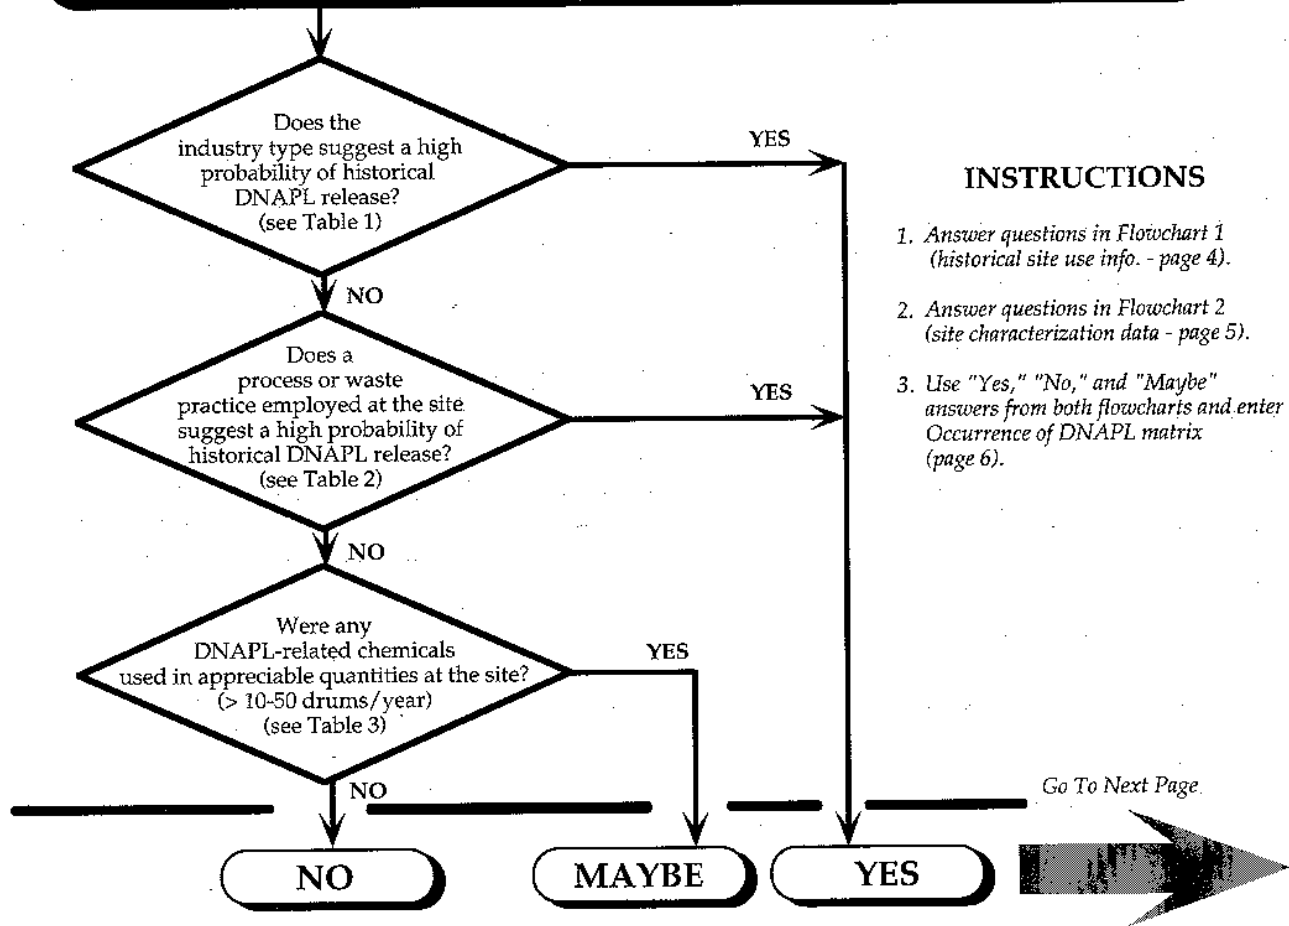 Does the
industry type suggest a high
probability of historical
DNAPL release?
(see Table 1)
YES
NO
Does a
process or waste
practice employed at the site
suggest a high probability of
historical DNAPL release?
(see Table 2)
YES
NO
Were any
DNAPL-related chemicals
used in appreciable quantities at the site?
(> 10-50 drums/year)
(see Table 3)
YES
NO
NO
MAYBE
YES
INSTRUCTIONS
1. Answer questions in Flowchart 1
(historical site use info. - page 4).
2. Answer questions in Flowchart 2
(site characterization data - page 5).
3. Use "Yes," "No," and "Maybe"
answers from both flowcharts and enter
Occurrence of DNAPL matrix
(page 6).
Go To Next Page